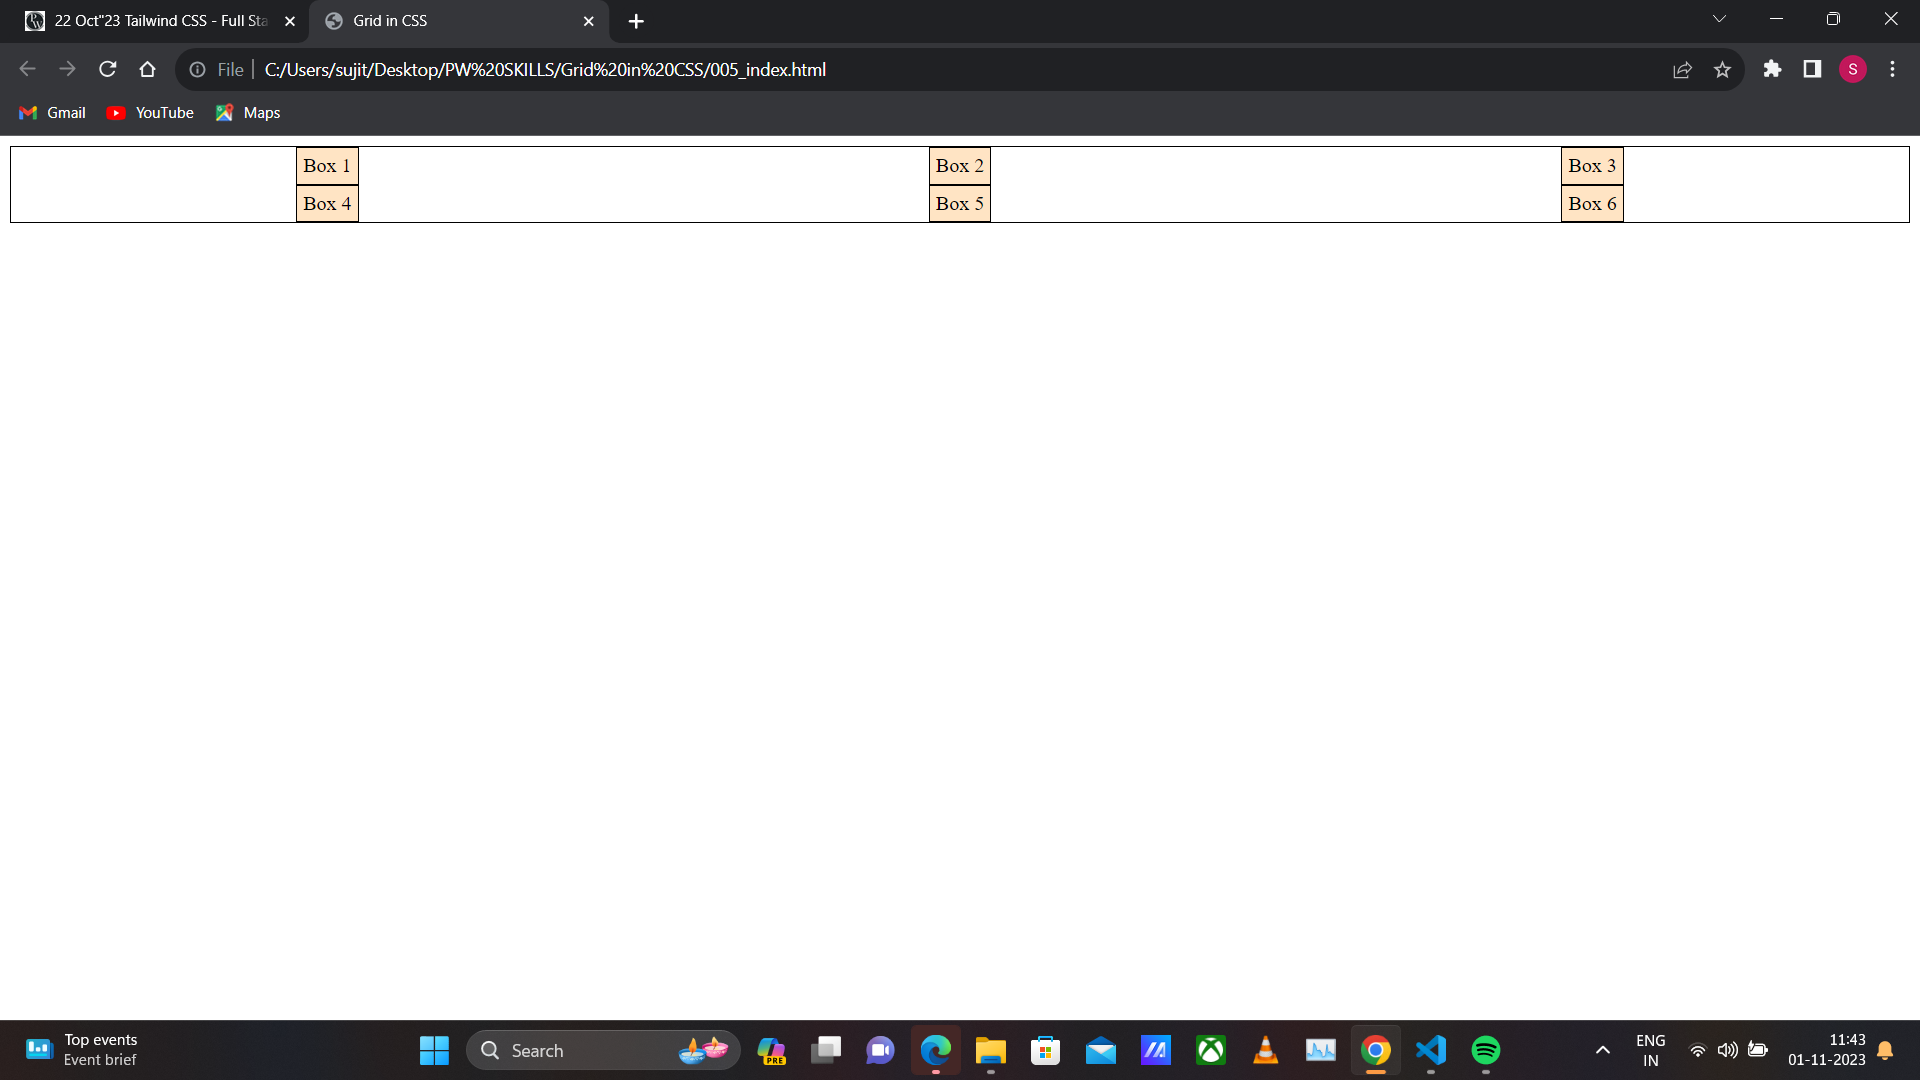 22 Oct"23 Tailwind CSS - Full Sta
Grid in CSS
File
C:/Users/sujit/Desktop/PW%20SKILLS/Grid%20in%20CSS/005_index.html
S
Gmail
YouTube
Maps
Box 1
Box 2
Box 3
Box 4
Box 5
Box 6
Top events
Event brief
Search
PRE
ENG
IN
11:43
01-11-2023